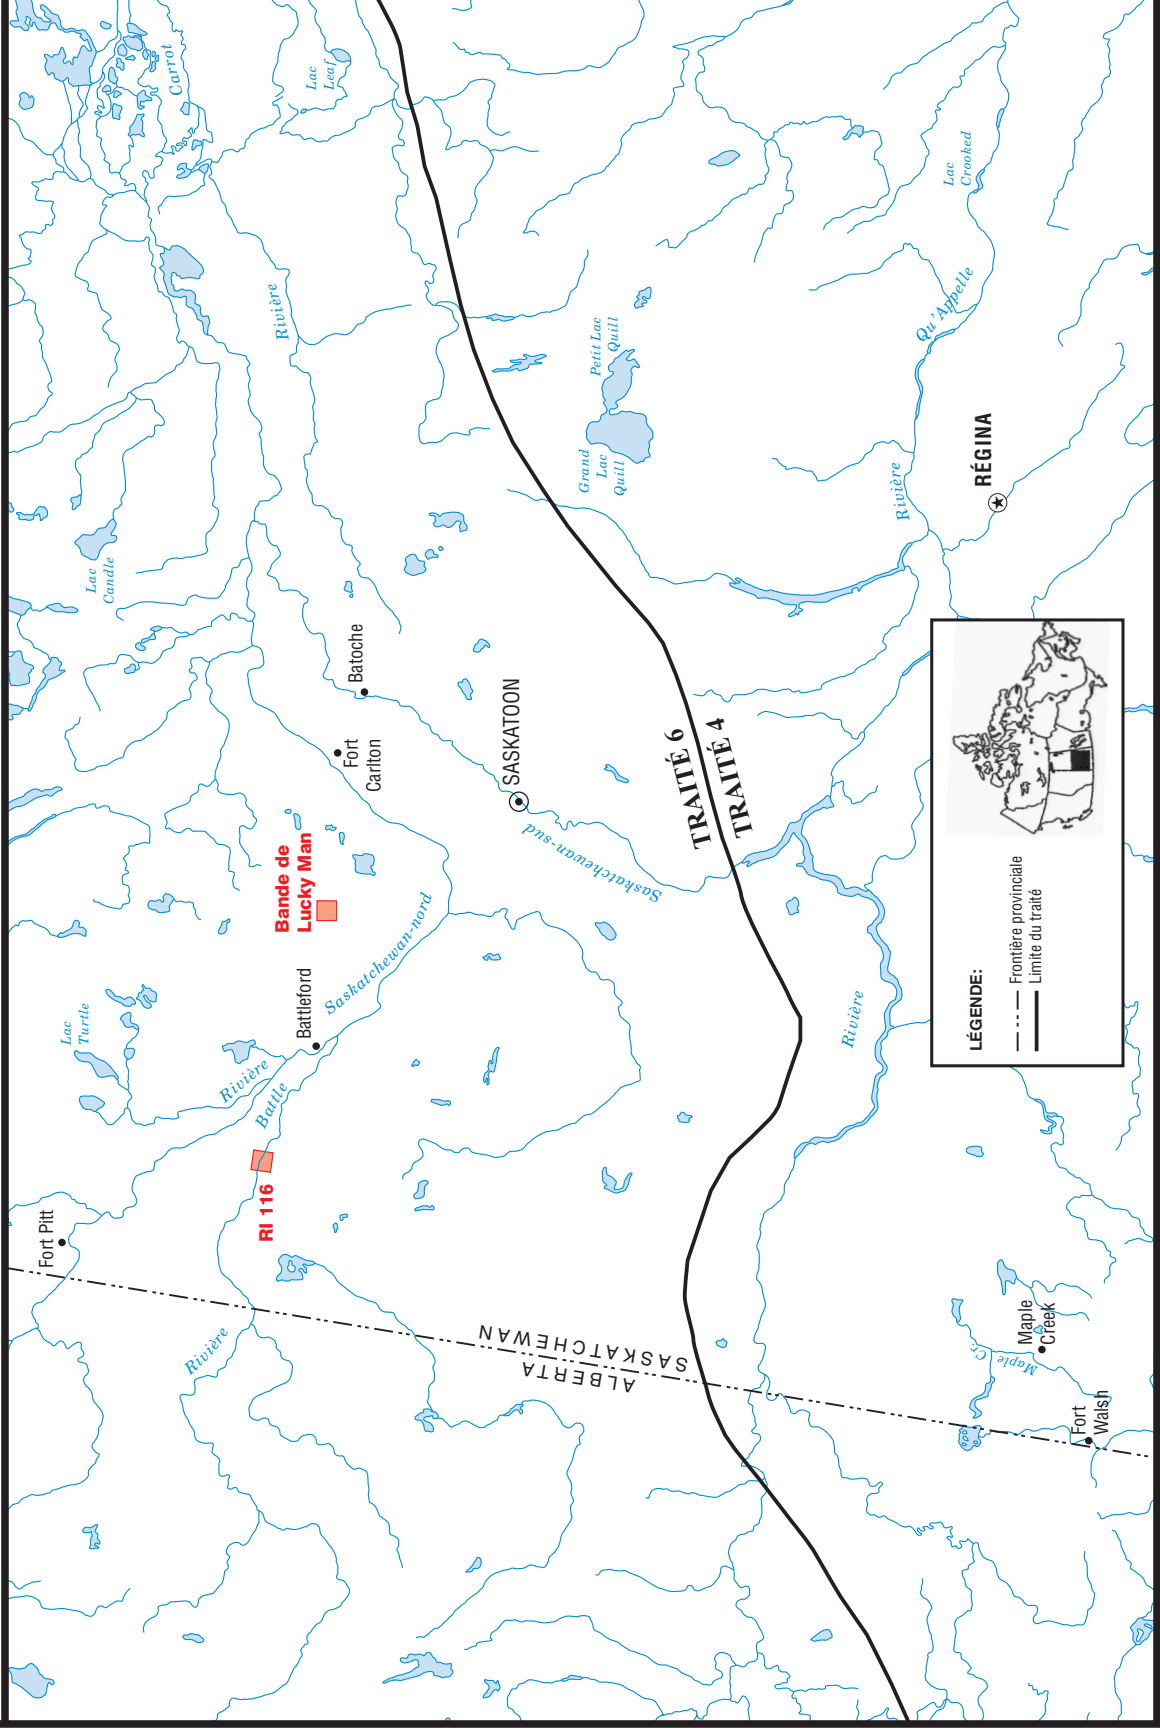 Fort Pitt
Lac
Turtle
Lac
Candle
Carrot
Rivière
Lac
Leaf
RI 116
Rivière
Battle
Battleford
Saskatchewan-nord
Bande de
Lucky Man
Fort
Carlton
Batoche
Rivière
SASKATOON
Saskatchewan-sud
ALBERTA
SASKATCHEWAN
TRAITÉ 6
TRAITÉ 4
Grand
Lac
Quill
Petit Lac
Quill
Rivière
Rivière
Qu'Appelle
Lac
Crooked
RÉGINA
Maple Cr.
Maple
Creek
Fort
Walsh
LÉGENDE:
Frontière provinciale
Limite du traité